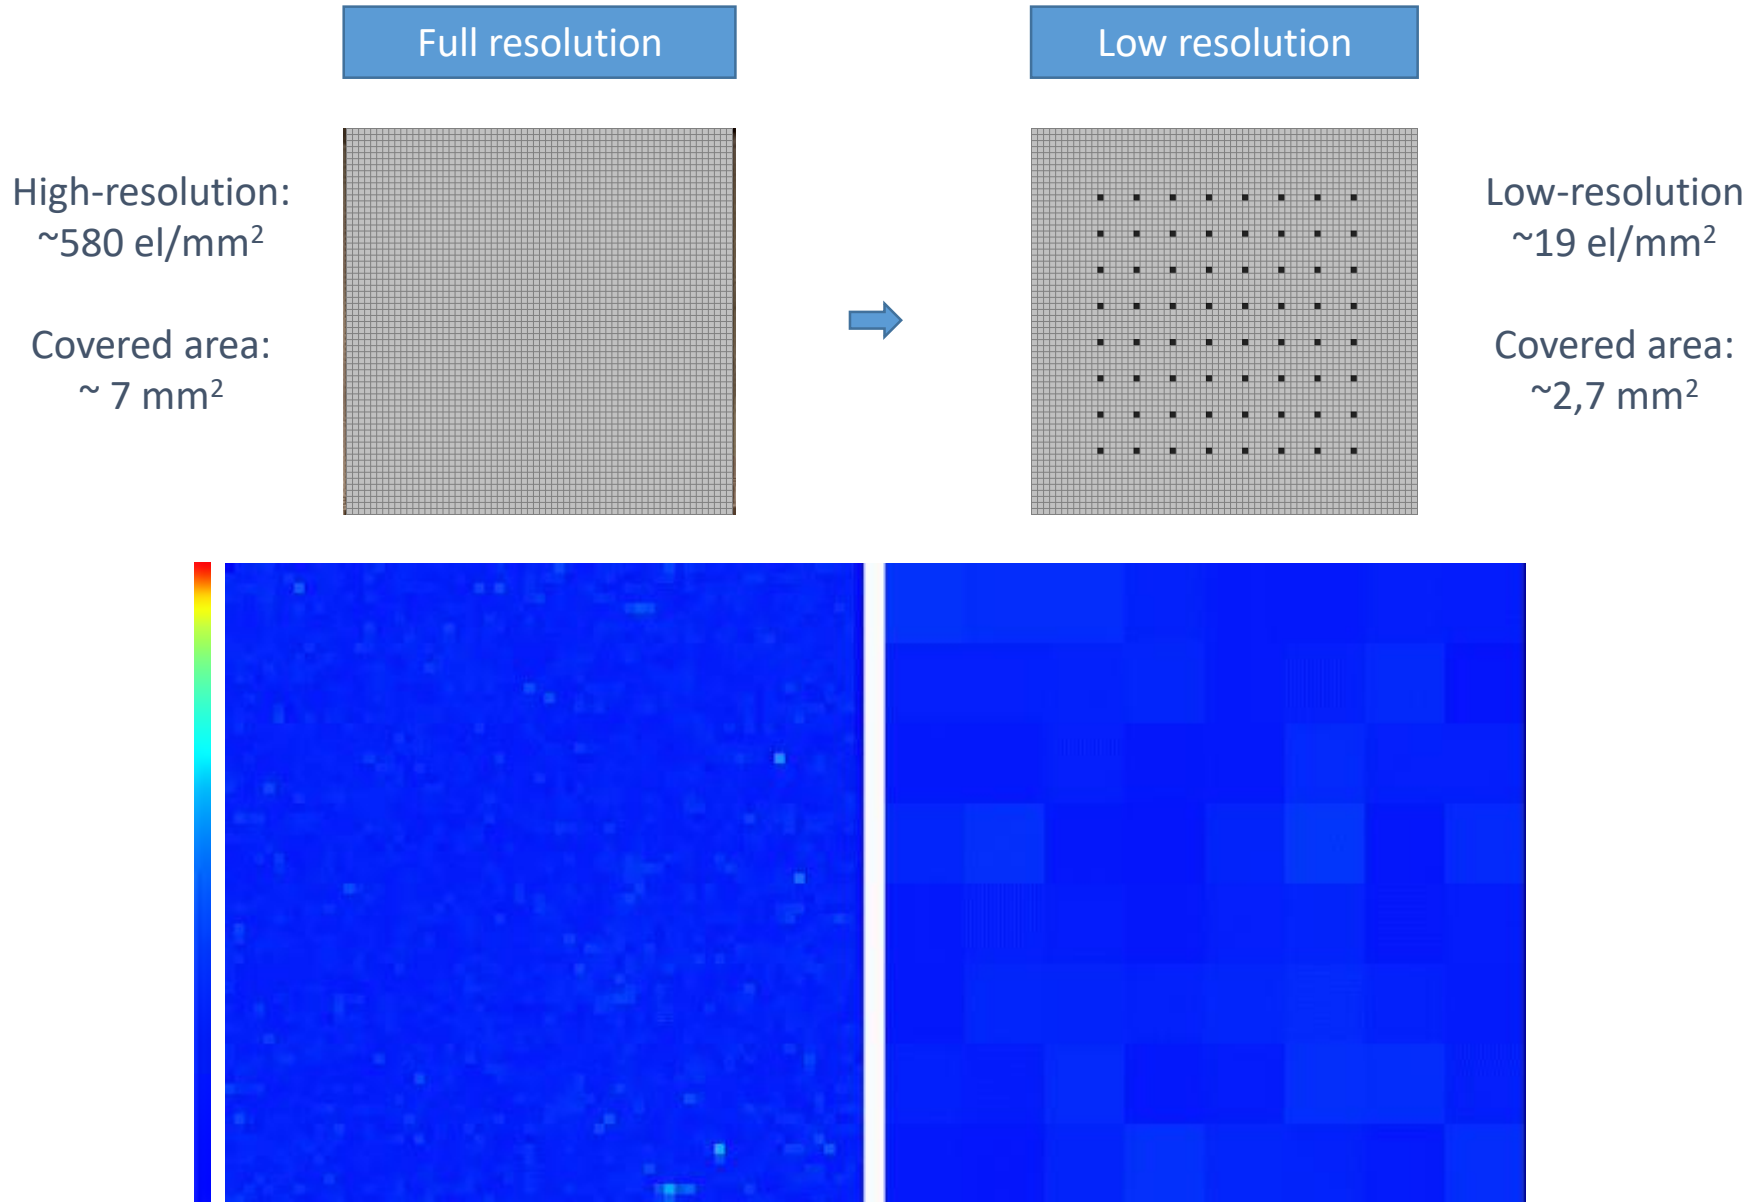 Full resolution
Low resolution
High-resolution:
~580 el/mm²
Covered area:
~ 7 mm²
Low-resolution
~19 el/mm²
Covered area:
~2,7 mm²